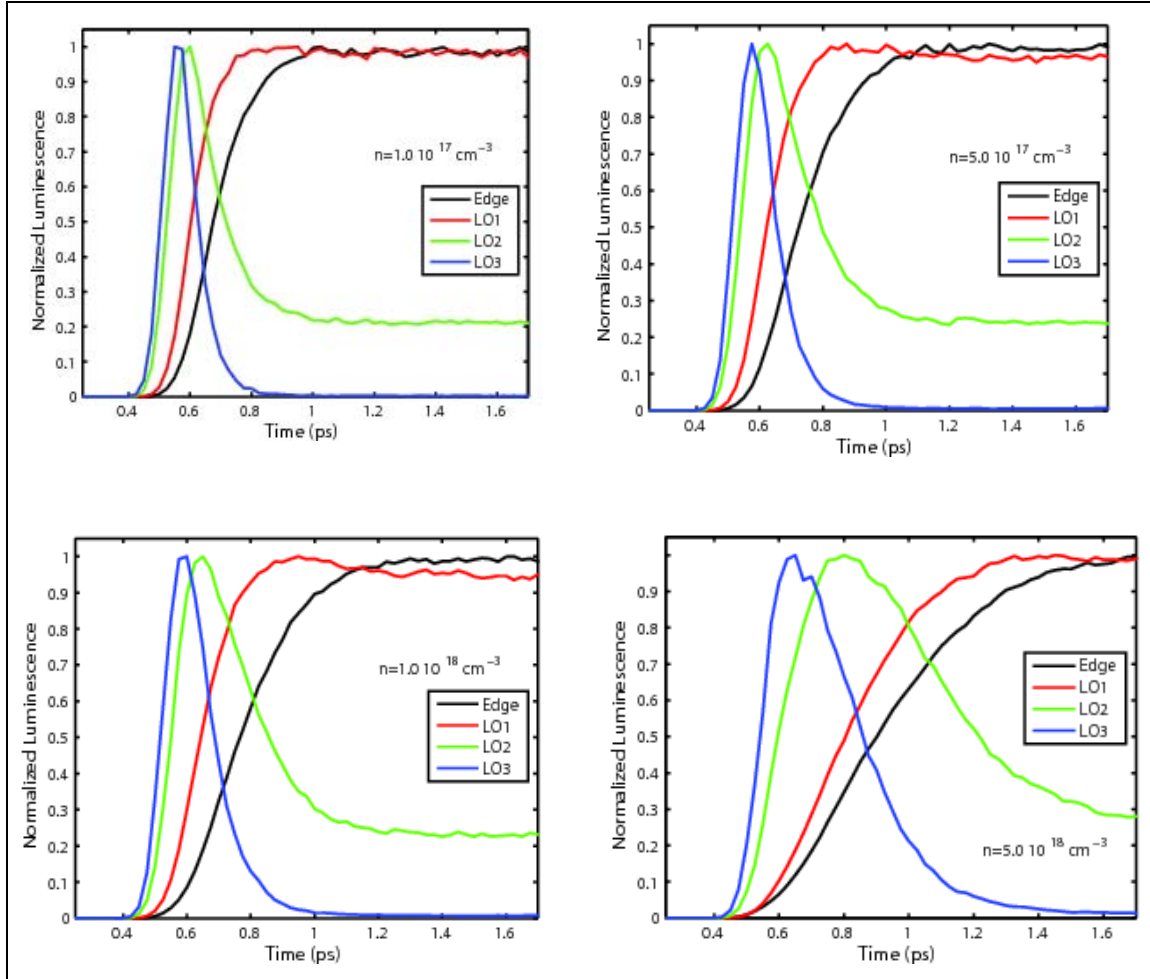 Normalized Luminescence
1
0.9
0.8
0.7
0.6
0.5
0.4
0.3
0.2
0.1
0
0.4
0.6
0.8
1
1.2
1.4
1.6
Time (ps)
n=1.0 10 17 cm−3
Edge
LO1
LO2
LO3
Normalized Luminescence
1
0.9
0.8
0.7
0.6
0.5
0.4
0.3
0.2
0.1
0
0.4
0.6
0.8
1
1.2
1.4
1.6
Time (ps)
n=5.0 10 17 cm−3
Edge
LO1
LO2
LO3
Normalized Luminescence
1
0.9
0.8
0.7
0.6
0.5
0.4
0.3
0.2
0.1
0
0.4
0.6
0.8
1
1.2
1.4
1.6
Time (ps)
n=1.0 10 18 cm−3
Edge
LO1
LO2
LO3
Normalized Luminescence
1
0.9
0.8
0.7
0.6
0.5
0.4
0.3
0.2
0.1
0
0.4
0.6
0.8
1
1.2
1.4
1.6
Time (ps)
Edge
LO1
LO2
LO3
n=5.0 10 18 cm−3